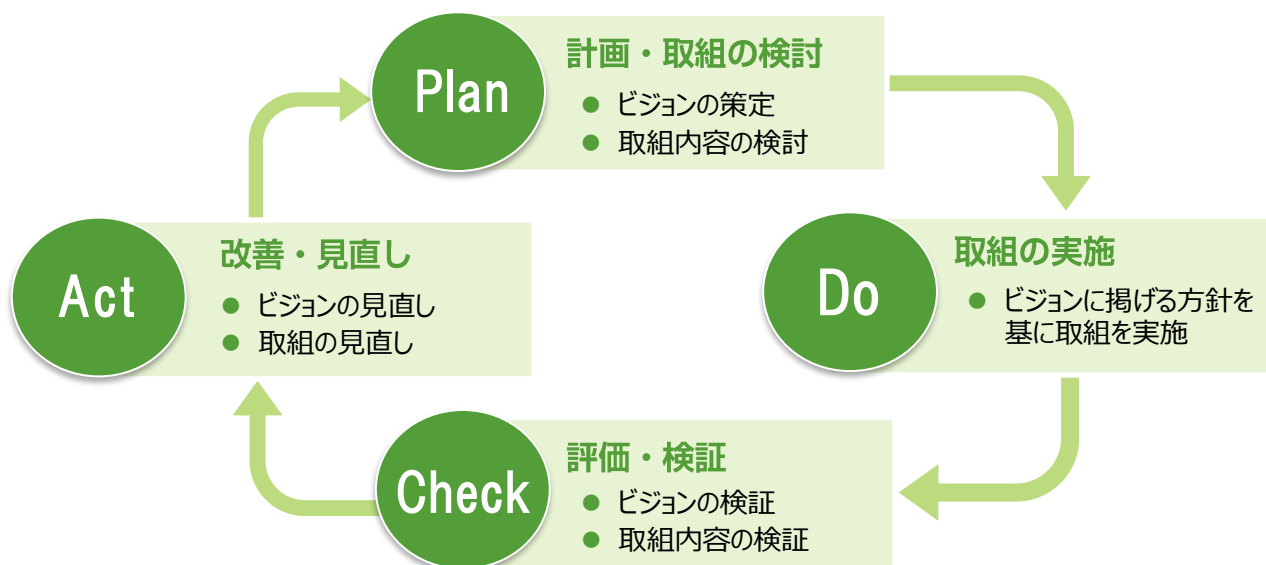 Plan
計画・取組の検討
● ビジョンの策定
● 取組内容の検討
Do
取組の実施
● ビジョンに掲げる方針を
基に取組を実施
Check
評価・検証
● ビジョンの検証
● 取組内容の検証
Act
改善・見直し
● ビジョンの見直し
● 取組の見直し